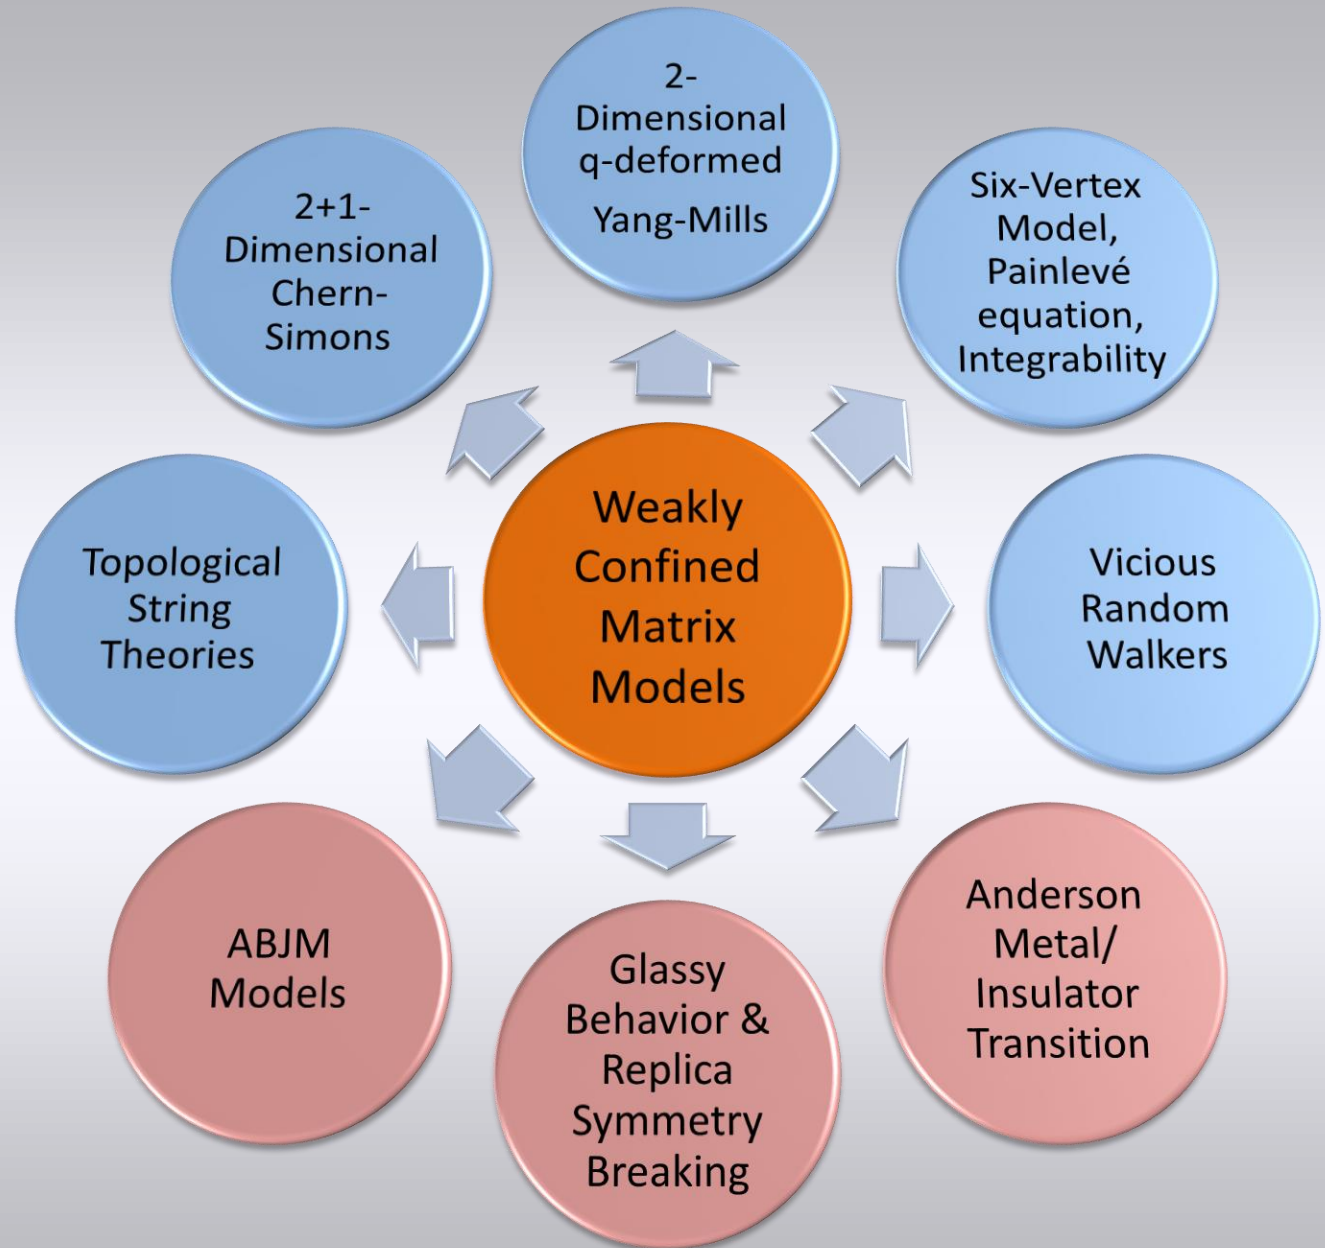 2-
Dimensional
q-deformed
Yang-Mills
2+1-
Dimensional
Chern-
Simons
Six-Vertex
Model,
Painlevé
equation,
Integrability
Weakly
Confined
Matrix
Models
Topological
String
Theories
Vicious
Random
Walkers
ABJM
Models
Glassy
Behavior &
Replica
Symmetry
Breaking
Anderson
Metal/
Insulator
Transition